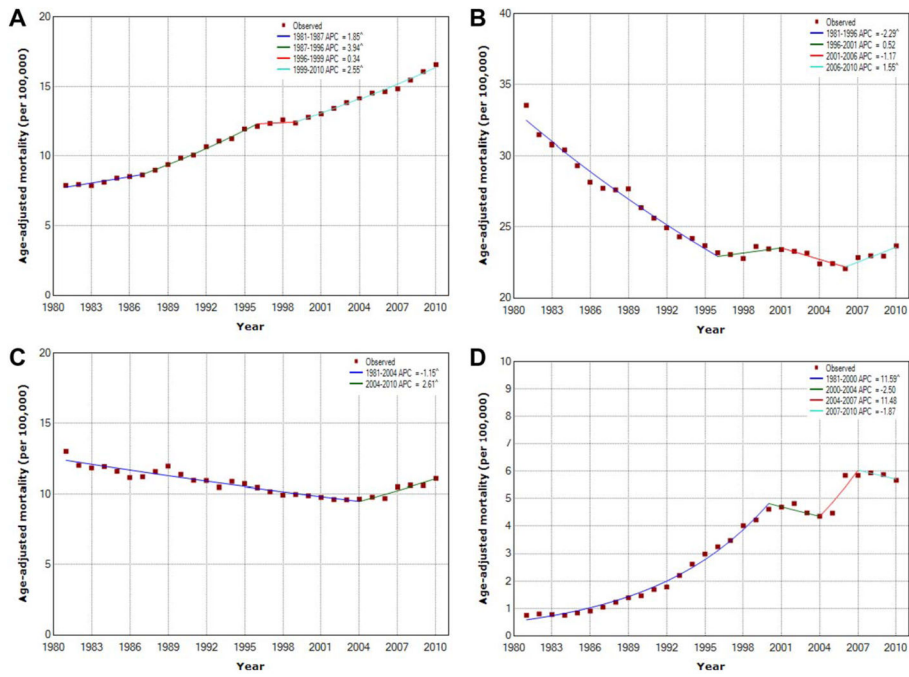 A
Observed
1981-1987 APC = 1.85^
1987-1996 APC = 3.94^
1996-1999 APC = 0.34
1999-2010 APC = 2.55^
Age-adjusted mortality (per 100,000)
20
15
10
5
0
1980 1983 1986 1989 1992 1995 1998 2001 2004 2007 2010
Year
B
Observed
1981-1996 APC = -2.29^
1996-2001 APC = 0.52
2001-2006 APC = -1.17
2006-2010 APC = 1.55^
Age-adjusted mortality (per 100,000)
40
35
30
25
20
1980 1983 1986 1989 1992 1995 1998 2001 2004 2007 2010
Year
C
Observed
1981-2004 APC = -1.15^
2004-2010 APC = 2.61^
Age-adjusted mortality (per 100,000)
20
15
10
5
0
1980 1983 1986 1989 1992 1995 1998 2001 2004 2007 2010
Year
D
Observed
1981-2000 APC = 11.59^
2000-2004 APC = -2.50
2004-2007 APC = 11.48
2007-2010 APC = -1.87
Age-adjusted mortality (per 100,000)
10
9
8
7
6
5
4
3
2
1
0
1980 1983 1986 1989 1992 1995 1998 2001 2004 2007 2010
Year